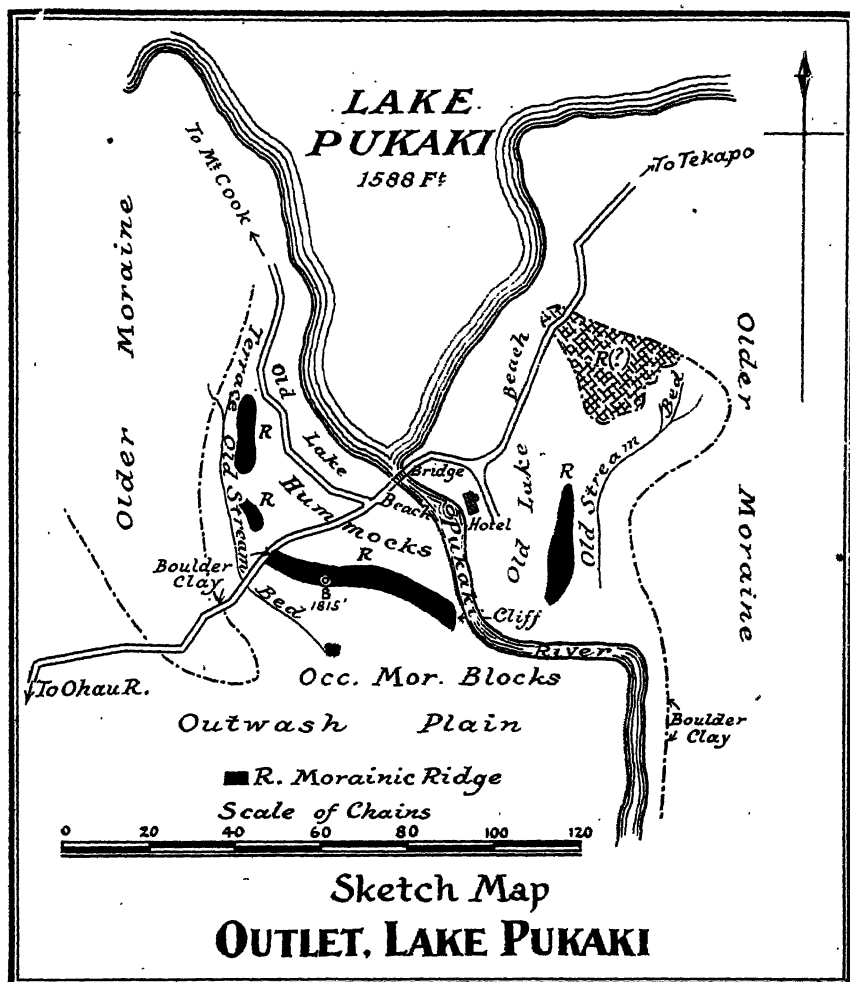 LAKE
PUKAKI
1588 Ft
To Mt Cook
To Tekapo
Older Moraine
Older Moraine
Terrace
Old Lake Beach
Old Lake Beach
R
R
R
R
R (?)
Old Stream Bed
Old Stream Bed
Hummocks
Bridge
Hotel
Pukaki River
Boulder
Clay
B
1815'
Cliff
To Ohau R.
Occ. Mor. Blocks
Outwash Plain
Boulder
Clay
R. Morainic Ridge
Scale of Chains
0 20 40 60 80 100 120
Sketch Map
OUTLET, LAKE PUKAKI